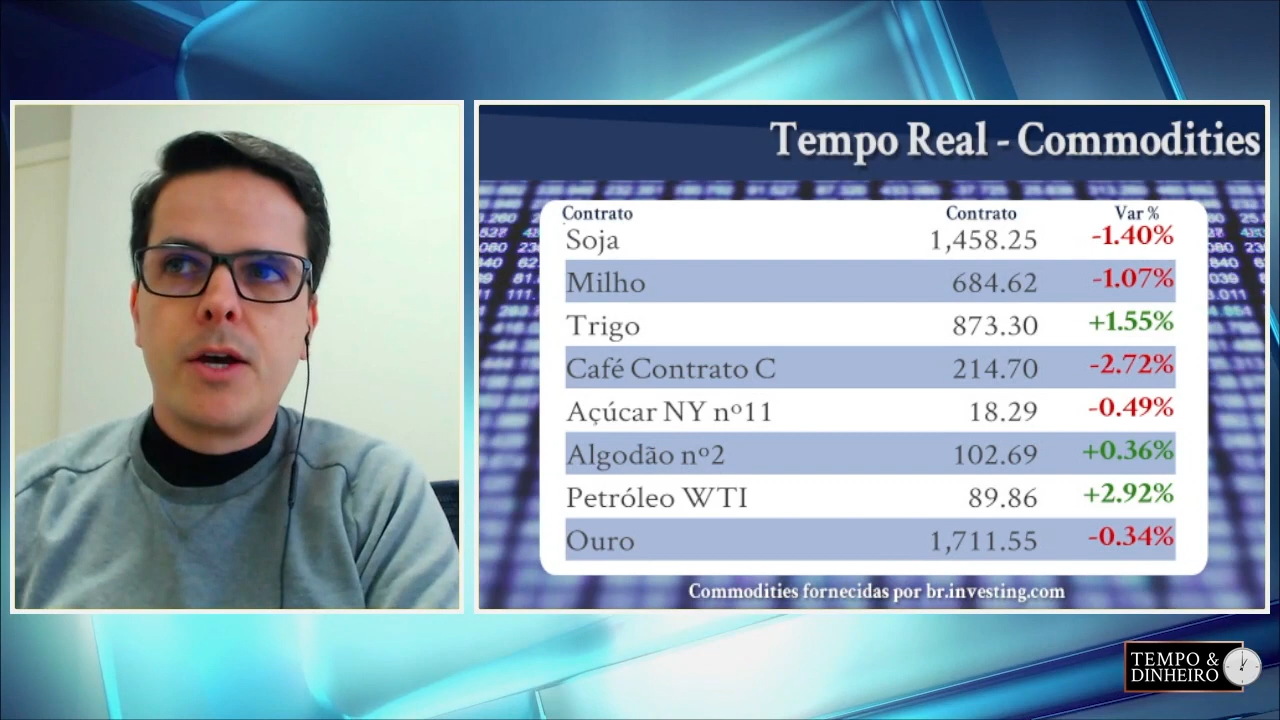 Tempo Real - Commodities
Contrato Contrato Var %
Soja 1,458.25 -1.40%
Milho 684.62 -1.07%
Trigo 873.30 +1.55%
Café Contrato C 214.70 -2.72%
Açúcar NY nº11 18.29 -0.49%
Algodão nº2 102.69 +0.36%
Petróleo WTI 89.86 +2.92%
Ouro 1,711.55 -0.34%
Commodities fornecidas por br.investing.com
TEMPO &
DINHEIRO